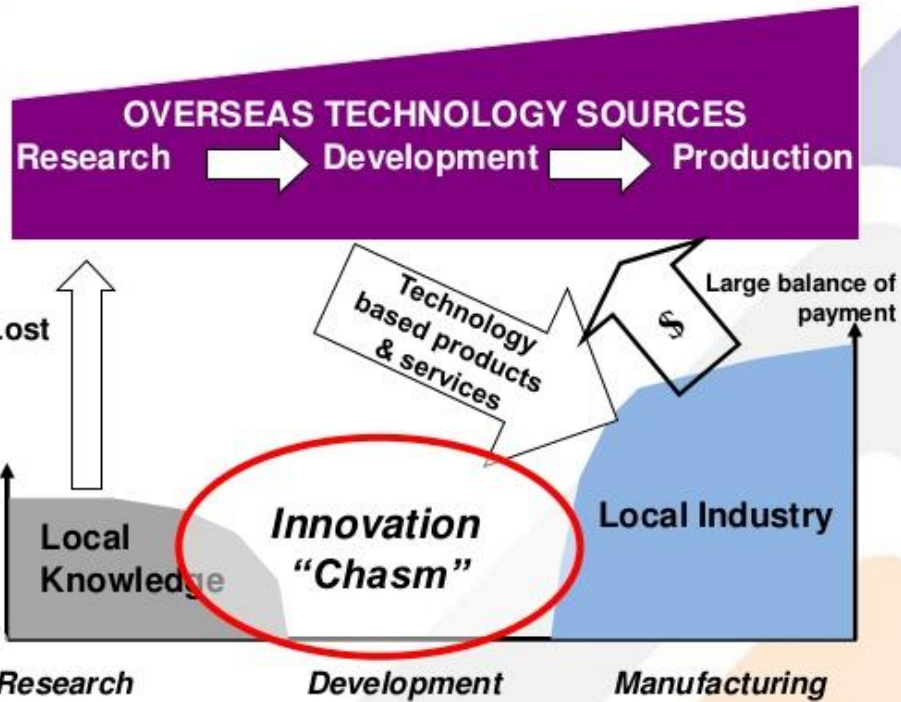 OVERSEAS TECHNOLOGY SOURCES
Research Development Production
Technology
based products
& services
$
Large balance of
payment
Lost
Local
Knowledge
Innovation
“Chasm”
Local Industry
Research Development Manufacturing